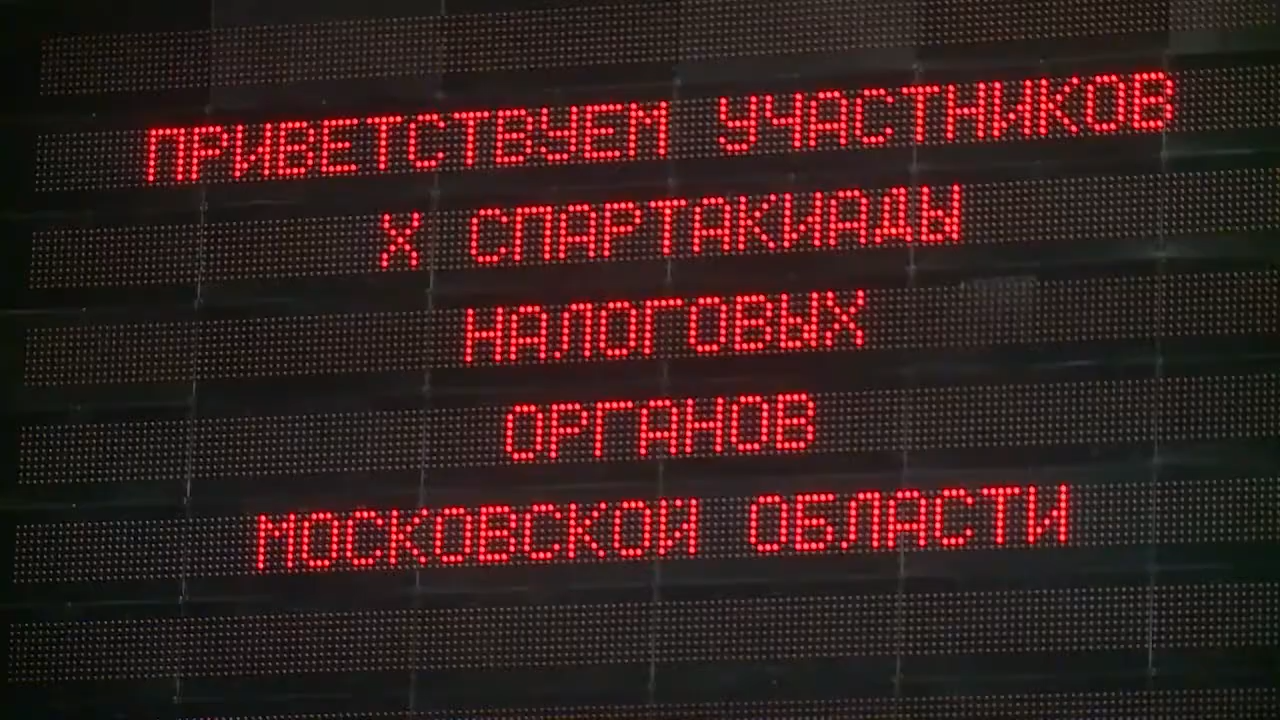 ПРИВЕТСТВУЕМ УЧАСТНИКОВ
X СПАРТАКИАДЫ
НАЛОГОВЫХ
ОРГАНОВ
МОСКОВСКОЙ ОБЛАСТИ